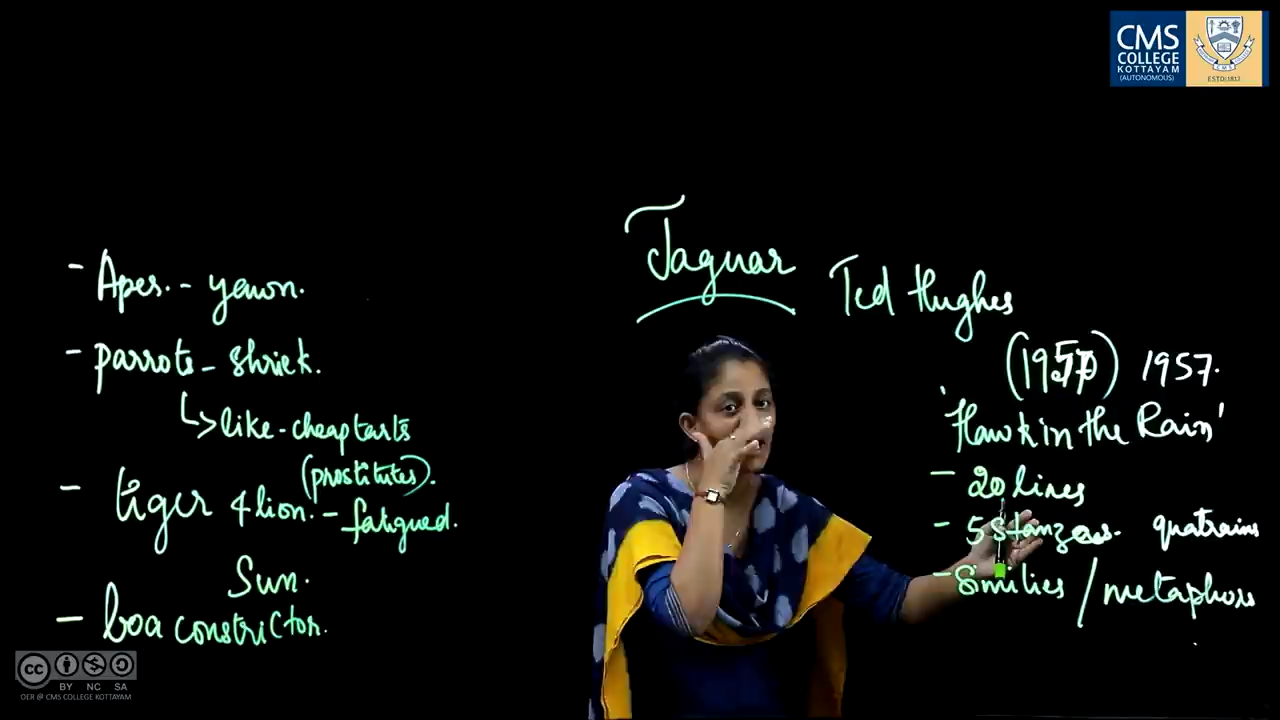 CMS
COLLEGE
KOTTAYAM
(AUTONOMOUS)
ESTD:1817
Jaguar
Ted Hughes
(1957) 1957.
'Hawk in the Rain'
- 20 lines
- 5 Stanzas. quatrains
- Similies / metaphors
- Apes. - yawn.
- parrots - shriek.
↳ like - cheap tarts
(prostitutes).
- tiger & lion. - fatigued.
Sun.
- boa constrictor.
cc
BY NC SA
OER @ CMS COLLEGE KOTTAYAM